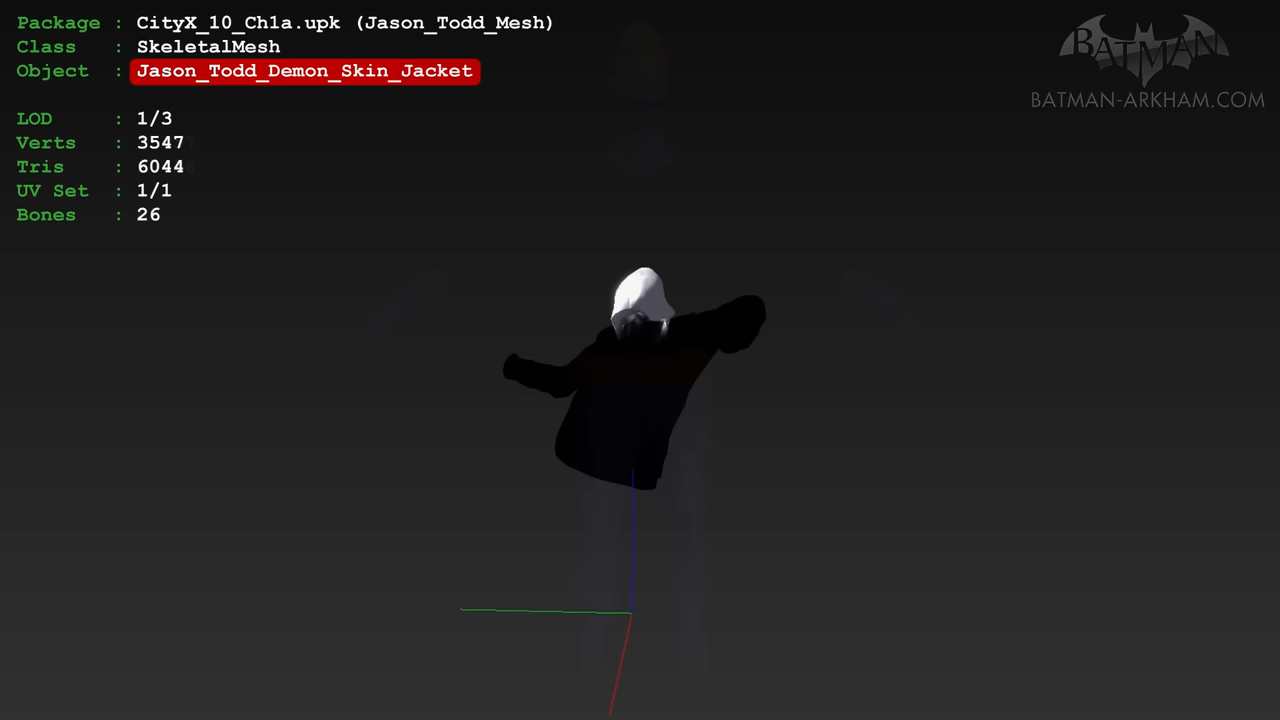 Package : CityX_10_Ch1a.upk (Jason_Todd_Mesh)
Class : SkeletalMesh
Object : Jason_Todd_Demon_Skin_Jacket
LOD : 1/3
Verts : 3547
Tris : 6044
UV Set : 1/1
Bones : 26
BATMAN
BATMAN-ARKHAM.COM